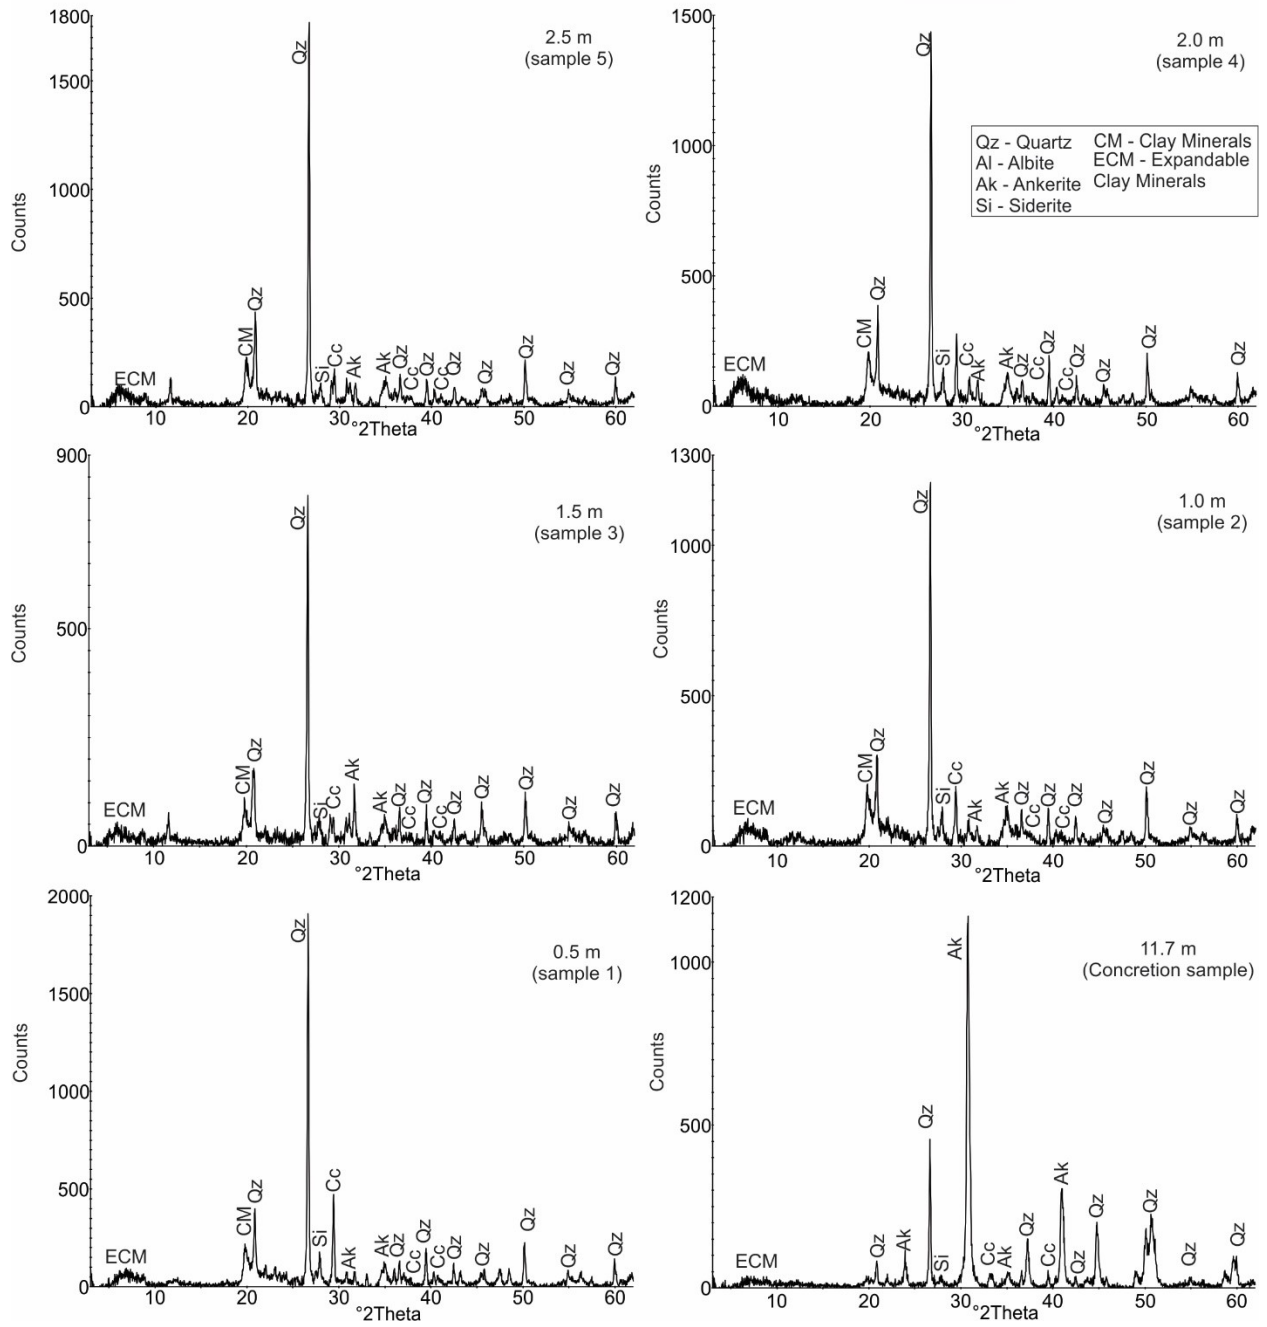 2.5 m
(sample 5)
1800
1500
1000
500
0
Counts
ECM
CM
Qz
Qz
Si
Cc
Ak
Ak
Qz
Cc
Qz
Cc
Qz
Qz
Qz
Qz
Qz
10 20 30 40 50 60
°2Theta
2.0 m
(sample 4)
Qz - Quartz
Al - Albite
Ak - Ankerite
Si - Siderite
CM - Clay Minerals
ECM - Expandable
Clay Minerals
1500
1000
500
0
Counts
ECM
CM
Qz
Qz
Si
Cc
Ak
Ak
Qz
Cc
Qz
Cc
Qz
Qz
Qz
Qz
10 20 30 40 50 60
°2Theta
1.5 m
(sample 3)
900
500
0
Counts
ECM
CM
Qz
Qz
Si
Cc
Ak
Ak
Qz
Cc
Qz
Cc
Qz
Qz
Qz
Qz
Qz
10 20 30 40 50 60
°2Theta
1.0 m
(sample 2)
1300
1000
500
0
Counts
ECM
CM
Qz
Qz
Si
Cc
Ak
Ak
Qz
Cc
Qz
Cc
Qz
Qz
Qz
Qz
Qz
10 20 30 40 50 60
°2Theta
0.5 m
(sample 1)
2000
1500
1000
500
0
Counts
ECM
CM
Qz
Qz
Si
Cc
Ak
Ak
Qz
Cc
Qz
Cc
Qz
Qz
Qz
Qz
Qz
10 20 30 40 50 60
°2Theta
11.7 m
(Concretion sample)
1200
1000
500
0
Counts
ECM
Qz
Ak
Qz
Si
Ak
Cc
Ak
Qz
Cc
Ak
Qz
Qz
Qz
Qz
Qz
10 20 30 40 50 60
°2Theta